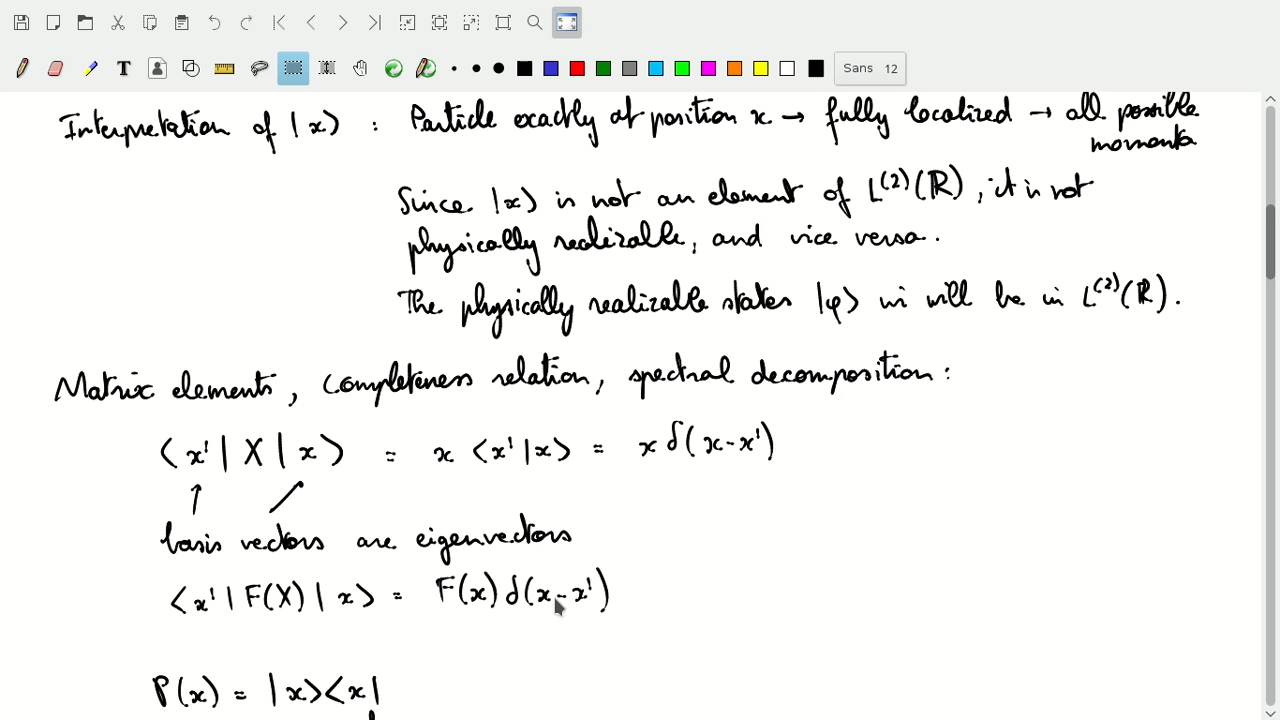 Sans 12
Interpretation of |x⟩ : Particle exactly at position x → fully localized → all possible
momenta
Since |x⟩ is not an element of L⁽²⁾(ℝ), it is not
physically realizable, and vice versa.
The physically realizable states |φ⟩ in will be in L⁽²⁾(ℝ).
Matrix elements, completeness relation, spectral decomposition :
⟨x'|X|x⟩ = x ⟨x'|x⟩ = x δ(x-x')
↑ ↗
basis vectors are eigenvectors
⟨x'|F(X)|x⟩ = F(x) δ(x-x')
P(x) = |x⟩⟨x|